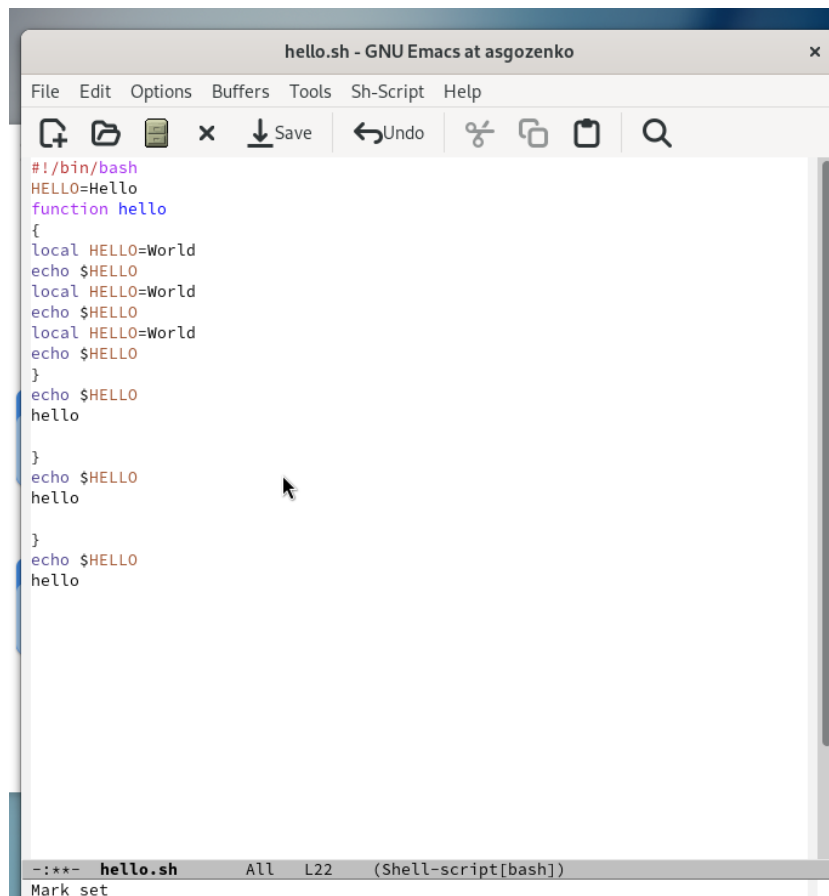 hello.sh - GNU Emacs at asgozenko
File Edit Options Buffers Tools Sh-Script Help
Save Undo
#!/bin/bash
HELLO=Hello
function hello
{
local HELLO=World
echo $HELLO
local HELLO=World
echo $HELLO
local HELLO=World
echo $HELLO
}
echo $HELLO
hello

}
echo $HELLO
hello

}
echo $HELLO
hello
-:**- hello.sh All L22 (Shell-script[bash])
Mark set